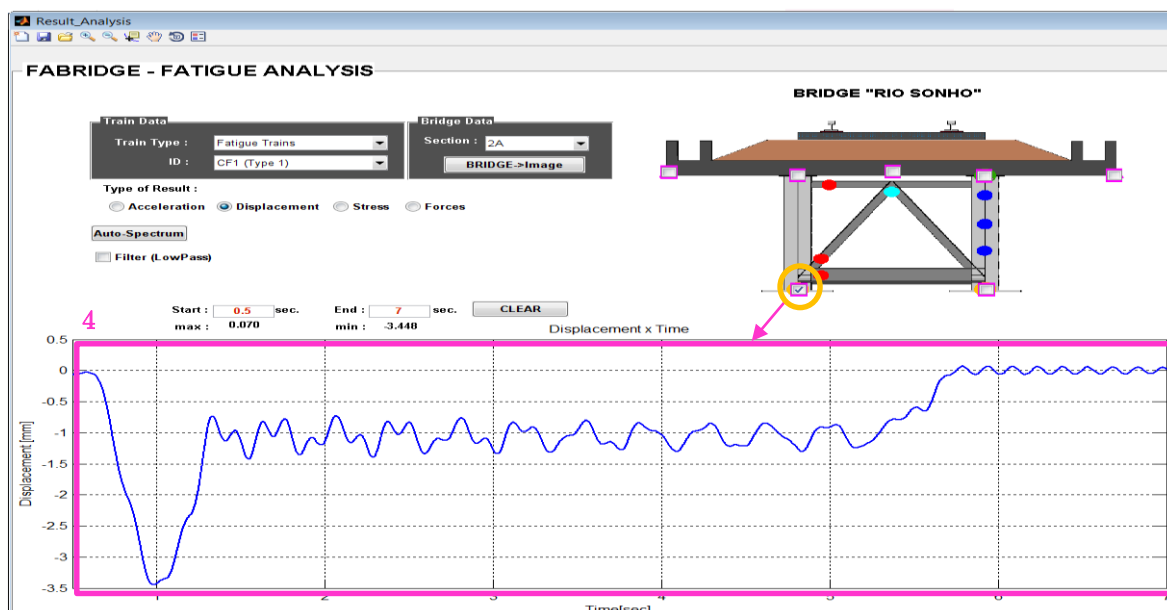 Result_Analysis
FABRIDGE - FATIGUE ANALYSIS
BRIDGE "RIO SONHO"
Train Data
Bridge Data
Train Type : Fatigue Trains
Section : 2A
ID : CF1 (Type 1)
BRIDGE->Image
Type of Result :
Acceleration Displacement Stress Forces
Auto-Spectrum
Filter (LowPass)
Start : 0.5 sec. End : 7 sec. CLEAR
max : 0.070 min : -3.448
4
Displacement x Time
0.5
0
-0.5
-1
-1.5
-2
-2.5
-3
-3.5
Displacement [mm]
1 2 3 4 5 6 7
Time[sec]